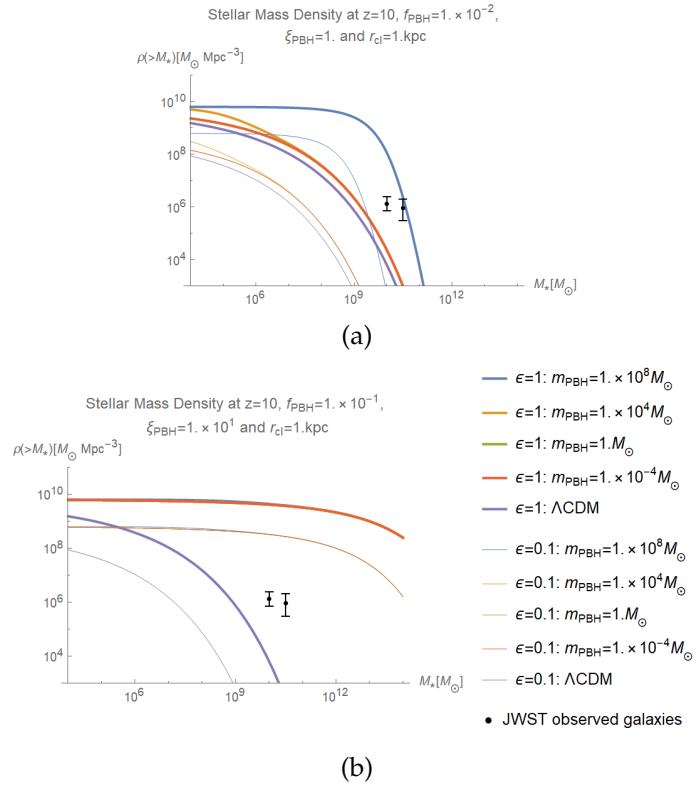 Stellar Mass Density at z=10, f_PBH=1. × 10^-2,
ξ_PBH=1. and r_cl=1.kpc
ρ(>M_*)[M_⊙ Mpc^-3]
10^10
10^8
10^6
10^4
10^6
10^9
10^12
M_*[M_⊙]
(a)
Stellar Mass Density at z=10, f_PBH=1. × 10^-1,
ξ_PBH=1. × 10^1 and r_cl=1.kpc
ρ(>M_*)[M_⊙ Mpc^-3]
10^10
10^8
10^6
10^4
10^6
10^9
10^12
M_*[M_⊙]
(b)
ϵ=1: m_PBH=1. × 10^8 M_⊙
ϵ=1: m_PBH=1. × 10^4 M_⊙
ϵ=1: m_PBH=1. M_⊙
ϵ=1: m_PBH=1. × 10^-4 M_⊙
ϵ=1: ΛCDM
ϵ=0.1: m_PBH=1. × 10^8 M_⊙
ϵ=0.1: m_PBH=1. × 10^4 M_⊙
ϵ=0.1: m_PBH=1. M_⊙
ϵ=0.1: m_PBH=1. × 10^-4 M_⊙
ϵ=0.1: ΛCDM
JWST observed galaxies